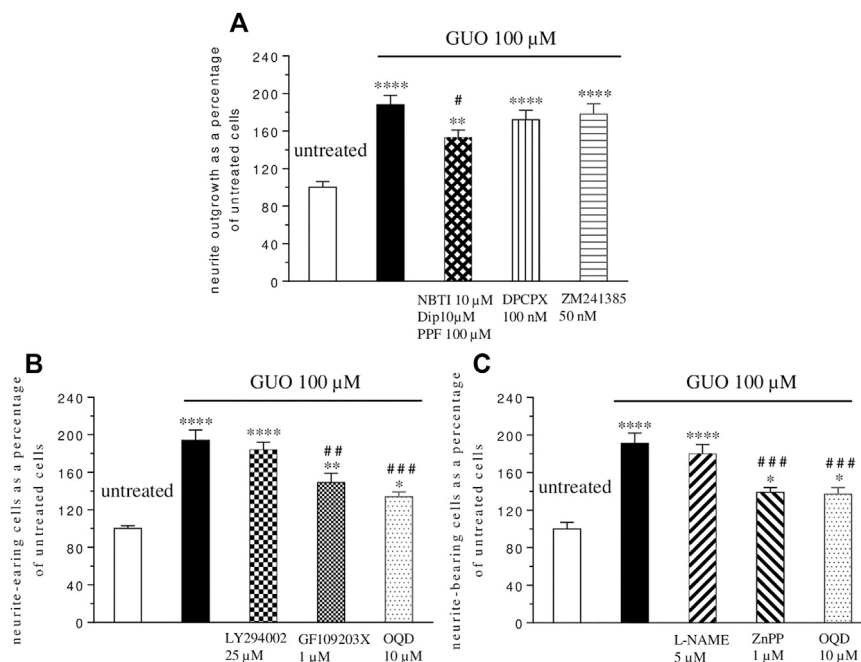 A
GUO 100 µM
neurite outgrowth as a percentage
of untreated cells
240
200
160
120
80
40
0
untreated
****
#
**
****
****
NBTI 10 µM
Dip10µM
PPF 100 µM
DPCPX
100 nM
ZM241385
50 nM
B
GUO 100 µM
neurite-earing cells as a percentage
of untreated cells
240
200
160
120
80
40
0
untreated
****
****
##
**
###
*
LY294002
25 µM
GF109203X
1 µM
OQD
10 µM
C
GUO 100 µM
neurite-bearing cells as a percentage
of untreated cells
240
200
160
120
80
40
0
untreated
****
****
###
*
###
*
L-NAME
5 µM
ZnPP
1 µM
OQD
10 µM